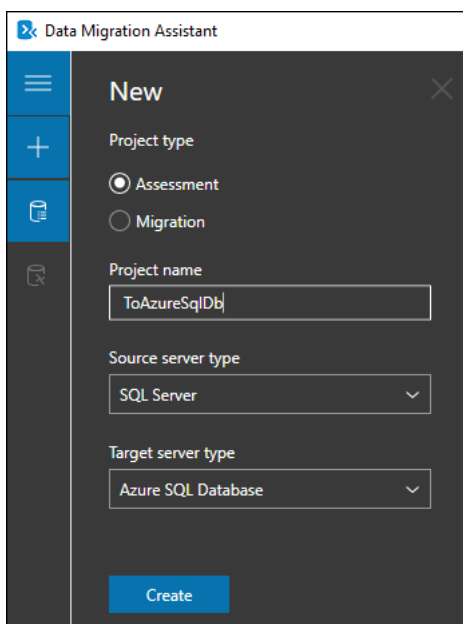 Data Migration Assistant
New
Project type
Assessment
Migration
Project name
ToAzureSqlDb
Source server type
SQL Server
Target server type
Azure SQL Database
Create